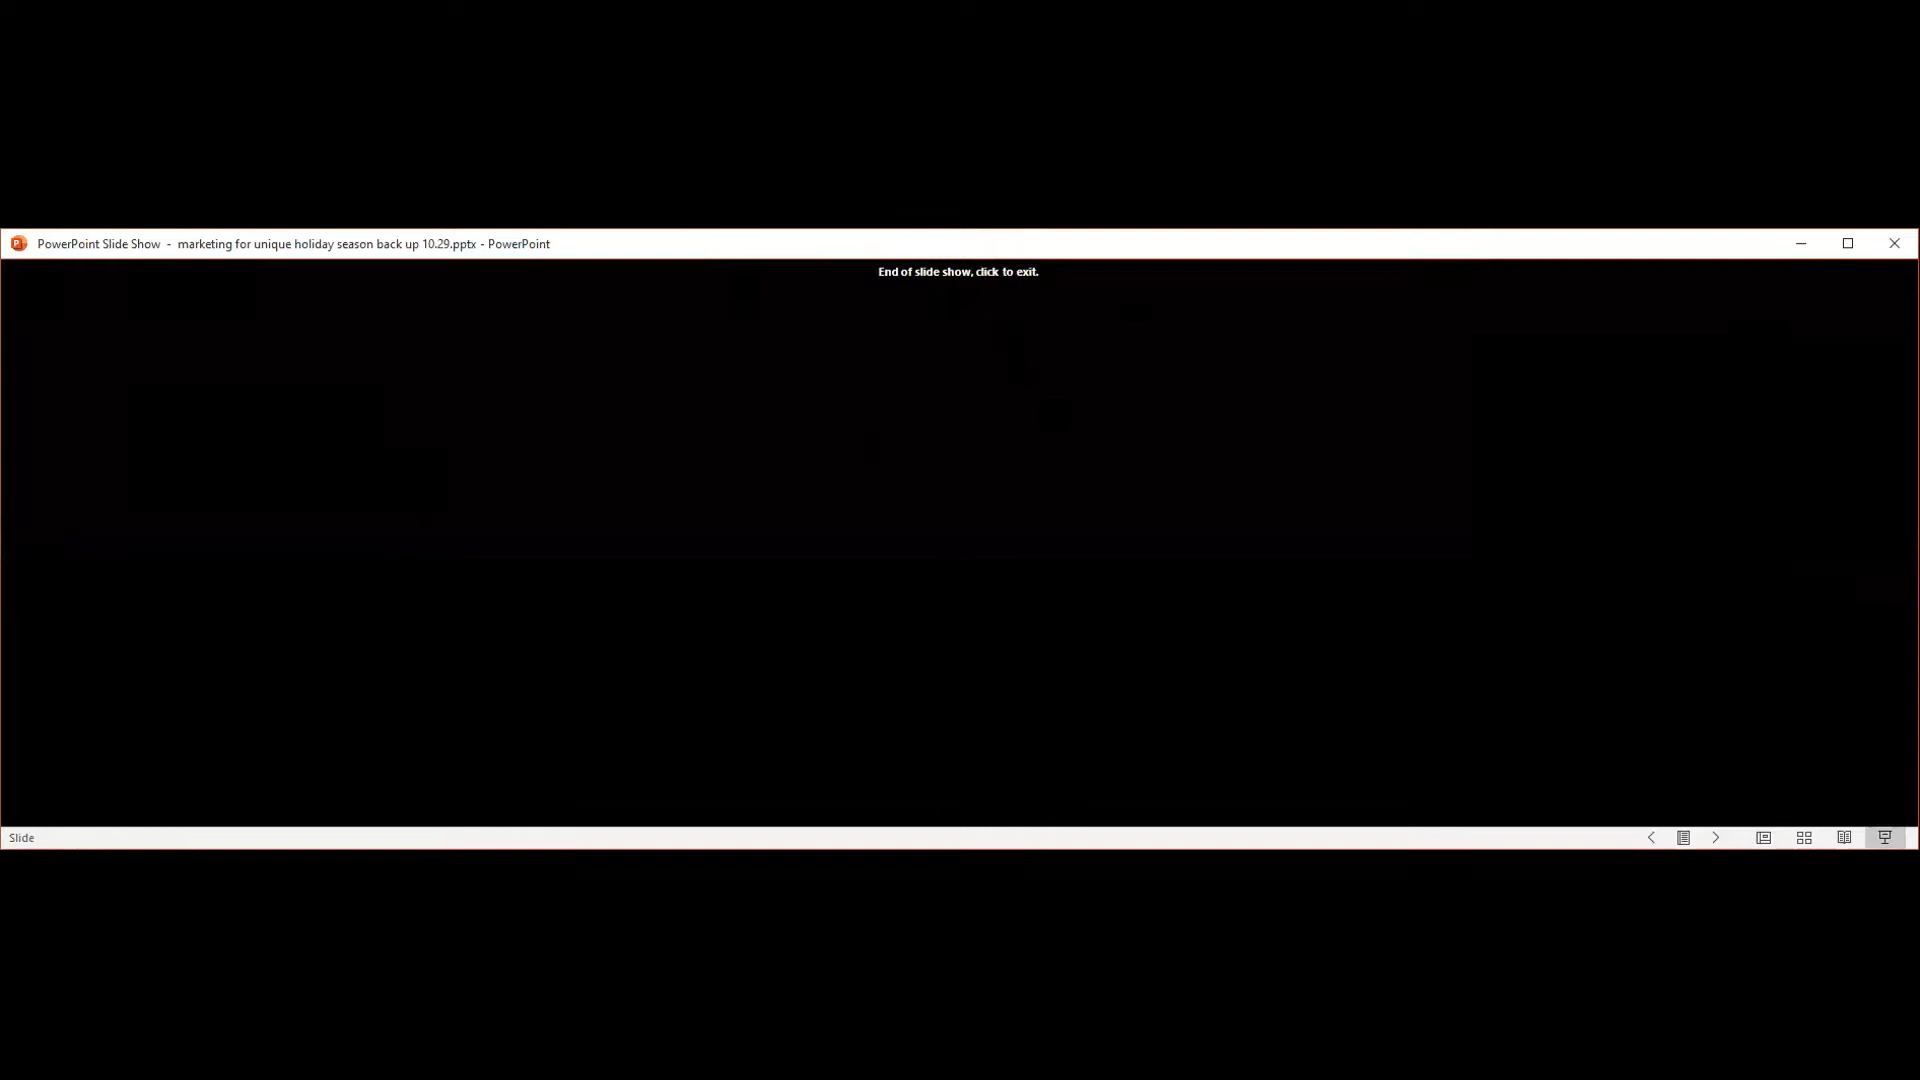 PowerPoint Slide Show - marketing for unique holiday season back up 10.29.pptx - PowerPoint
End of slide show, click to exit.
Slide